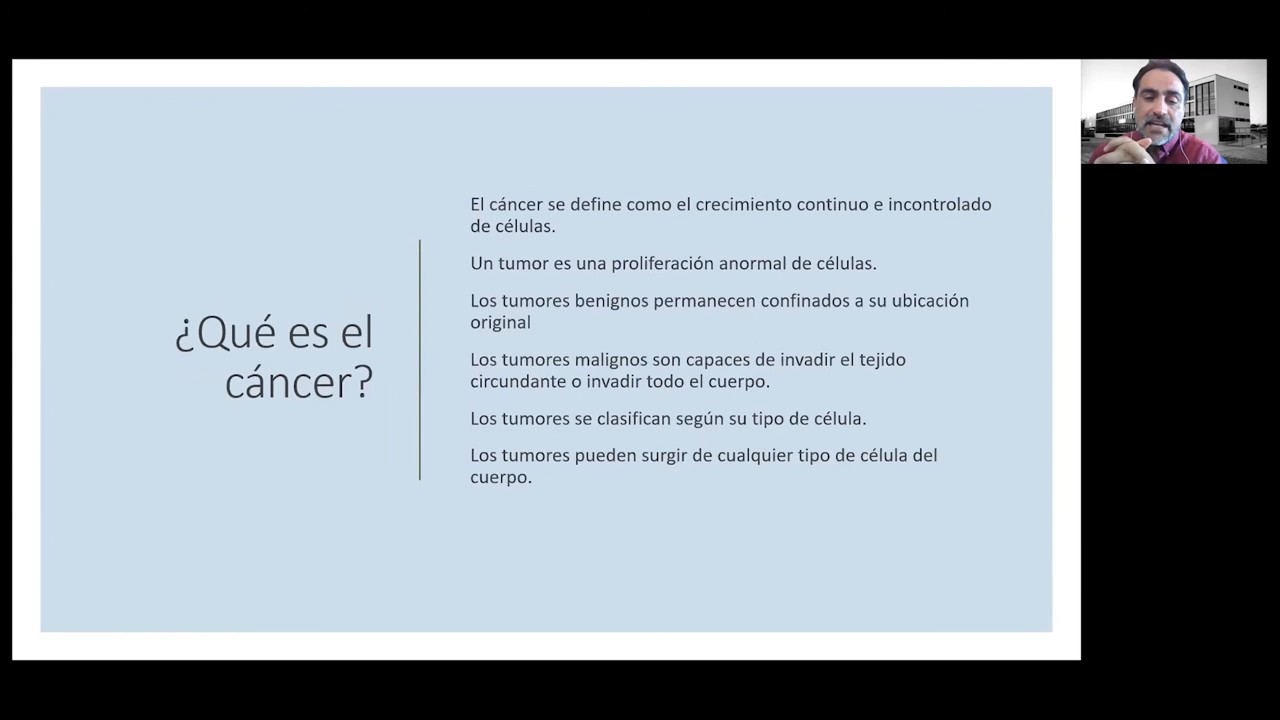 ¿Qué es el
cáncer?
El cáncer se define como el crecimiento continuo e incontrolado
de células.
Un tumor es una proliferación anormal de células.
Los tumores benignos permanecen confinados a su ubicación
original
Los tumores malignos son capaces de invadir el tejido
circundante o invadir todo el cuerpo.
Los tumores se clasifican según su tipo de célula.
Los tumores pueden surgir de cualquier tipo de célula del
cuerpo.